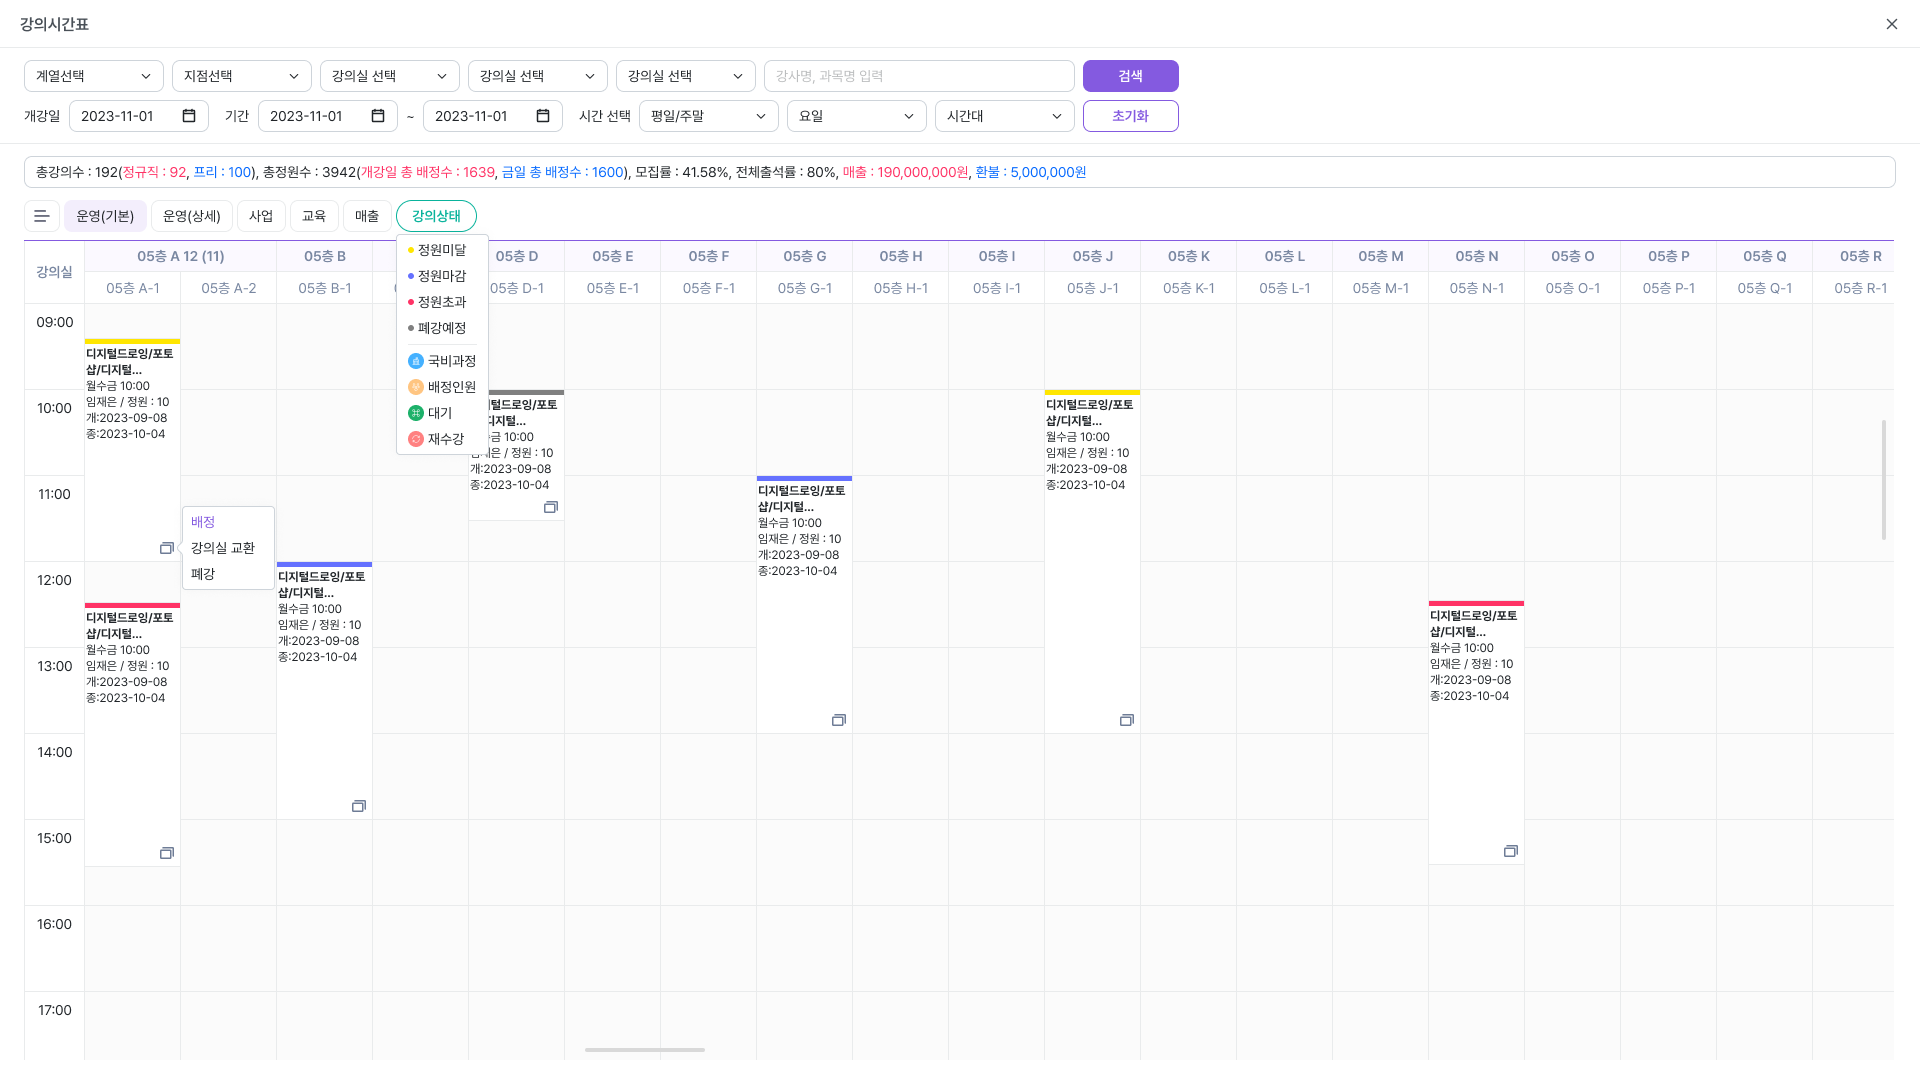 강의시간표
계열선택 지점선택 강의실 선택 강의실 선택 강의실 선택 강사명, 과목명 입력 검색
개강일 2023-11-01 기간 2023-11-01 ~ 2023-11-01 시간 선택 평일/주말 요일 시간대 초기화
총강의수 : 192(정규직 : 92, 프리 : 100), 총정원수 : 3942(개강일 총 배정수 : 1639, 금일 총 배정수 : 1600), 모집률 : 41.58%, 전체출석률 : 80%, 매출 : 190,000,000원, 환불 : 5,000,000원
운영(기본) 운영(상세) 사업 교육 매출 강의상태
정원미달
정원마감
정원초과
폐강예정
국비과정
배정인원
대기
재수강
강의실
05층 A 12 (11) 05층 B 05층 D 05층 E 05층 F 05층 G 05층 H 05층 I 05층 J 05층 K 05층 L 05층 M 05층 N 05층 O 05층 P 05층 Q 05층 R
05층 A-1 05층 A-2 05층 B-1 05층 D-1 05층 E-1 05층 F-1 05층 G-1 05층 H-1 05층 I-1 05층 J-1 05층 K-1 05층 L-1 05층 M-1 05층 N-1 05층 O-1 05층 P-1 05층 Q-1 05층 R-1
09:00
10:00
11:00
12:00
13:00
14:00
15:00
16:00
17:00
디지털드로잉/포토
샵/디지털...
월수금 10:00
임재은 / 정원 : 10
개:2023-09-08
종:2023-10-04
배정
강의실 교환
폐강
디지털드로잉/포토
샵/디지털...
월수금 10:00
임재은 / 정원 : 10
개:2023-09-08
종:2023-10-04
디지털드로잉/포토
샵/디지털...
월수금 10:00
임재은 / 정원 : 10
개:2023-09-08
종:2023-10-04
털드로잉/포토
디지털...
금 10:00
임재은 / 정원 : 10
개:2023-09-08
종:2023-10-04
디지털드로잉/포토
샵/디지털...
월수금 10:00
임재은 / 정원 : 10
개:2023-09-08
종:2023-10-04
디지털드로잉/포토
샵/디지털...
월수금 10:00
임재은 / 정원 : 10
개:2023-09-08
종:2023-10-04
디지털드로잉/포토
샵/디지털...
월수금 10:00
임재은 / 정원 : 10
개:2023-09-08
종:2023-10-04